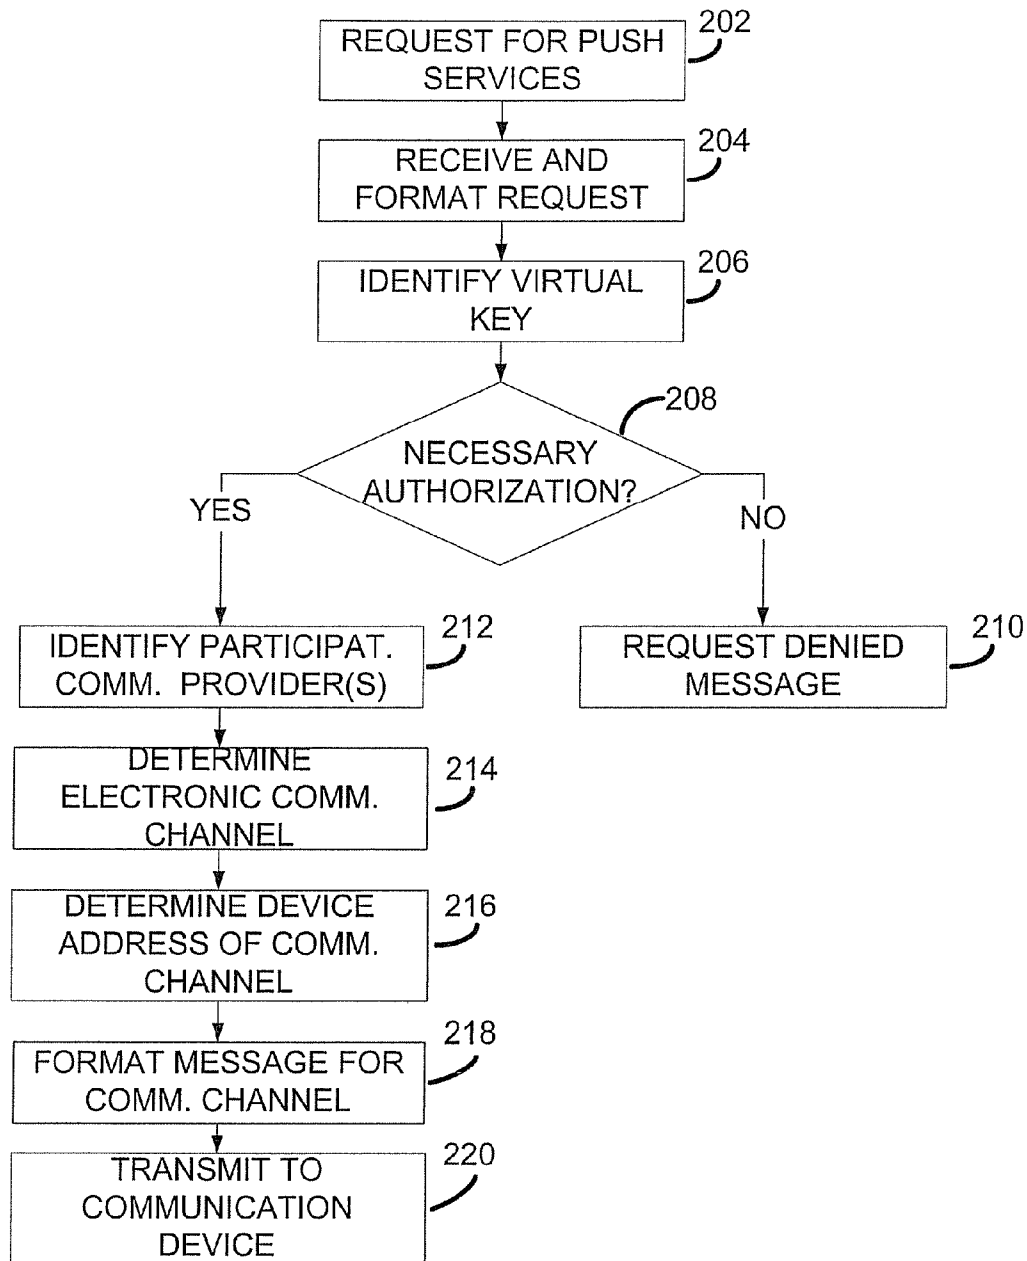 202
REQUEST FOR PUSH
SERVICES
204
RECEIVE AND
FORMAT REQUEST
206
IDENTIFY VIRTUAL
KEY
208
NECESSARY
AUTHORIZATION?
YES
NO
212
IDENTIFY PARTICIPAT.
COMM. PROVIDER(S)
210
REQUEST DENIED
MESSAGE
214
DETERMINE
ELECTRONIC COMM.
CHANNEL
216
DETERMINE DEVICE
ADDRESS OF COMM.
CHANNEL
218
FORMAT MESSAGE FOR
COMM. CHANNEL
220
TRANSMIT TO
COMMUNICATION
DEVICE